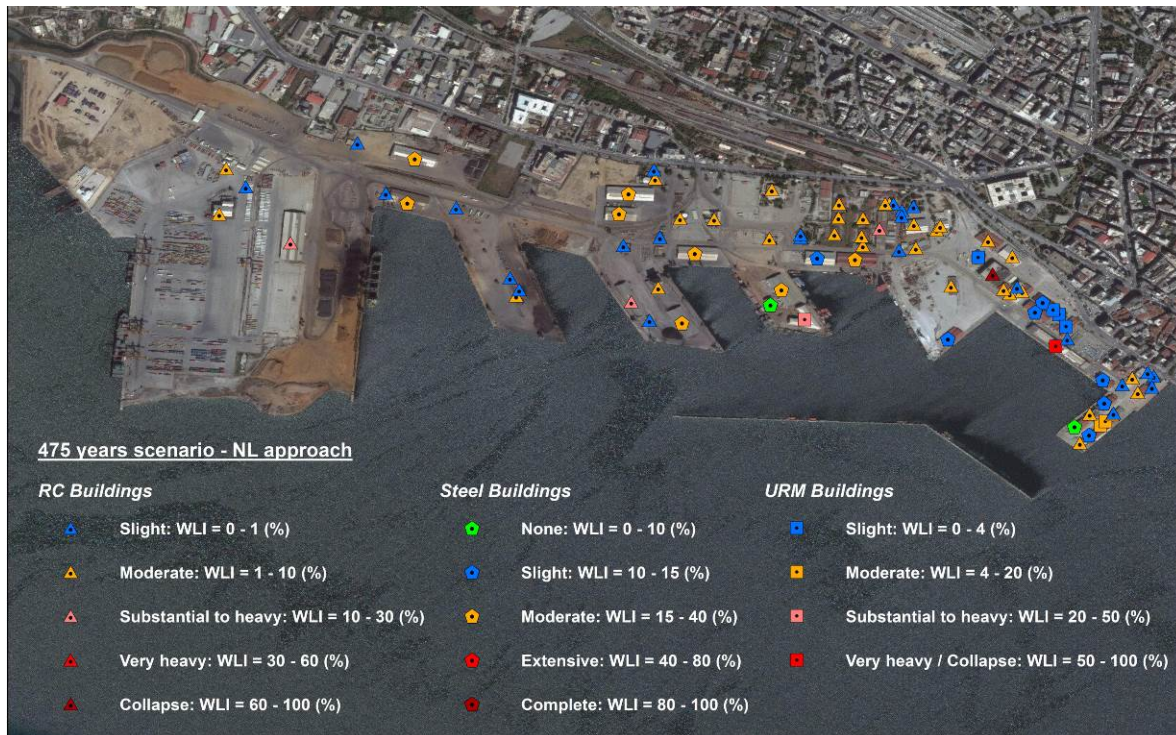 475 years scenario - NL approach
RC Buildings
Slight: WLI = 0 - 1 (%)
Moderate: WLI = 1 - 10 (%)
Substantial to heavy: WLI = 10 - 30 (%)
Very heavy: WLI = 30 - 60 (%)
Collapse: WLI = 60 - 100 (%)
Steel Buildings
None: WLI = 0 - 10 (%)
Slight: WLI = 10 - 15 (%)
Moderate: WLI = 15 - 40 (%)
Extensive: WLI = 40 - 80 (%)
Complete: WLI = 80 - 100 (%)
URM Buildings
Slight: WLI = 0 - 4 (%)
Moderate: WLI = 4 - 20 (%)
Substantial to heavy: WLI = 20 - 50 (%)
Very heavy / Collapse: WLI = 50 - 100 (%)